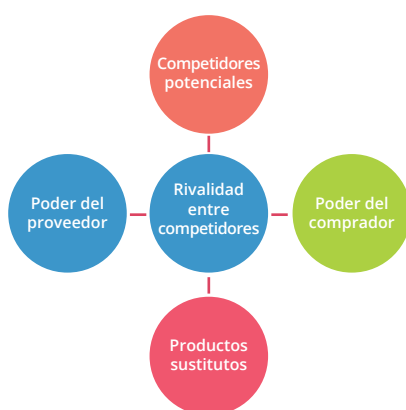 Competidores
potenciales
Poder del
proveedor
Rivalidad
entre
competidores
Poder del
comprador
Productos
sustitutos